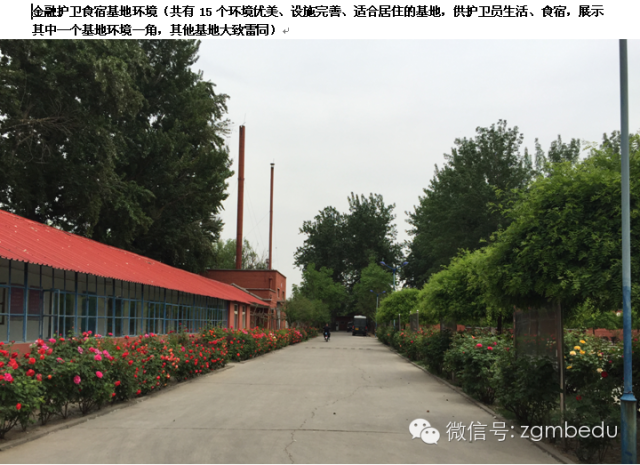 金融护卫食宿基地环境（共有 15 个环境优美、设施完善、适合居住的基地，供护卫员生活、食宿，展示
其中一个基地环境一角，其他基地大致雷同）
微信号: zgmbedu